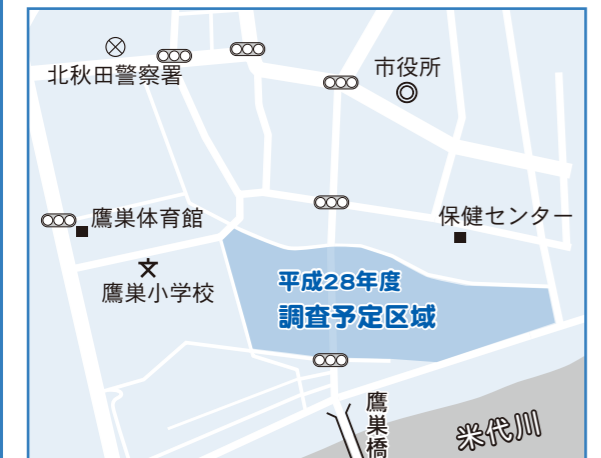 北秋田警察署
市役所
鷹巣体育館
保健センター
鷹巣小学校
平成28年度
調査予定区域
鷹巣橋
米代川